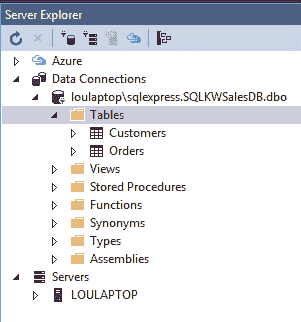 Server Explorer
Azure
Data Connections
loulaptop\sqlexpress.SQLKWSalesDB.dbo
Tables
Customers
Orders
Views
Stored Procedures
Functions
Synonyms
Types
Assemblies
Servers
LOULAPTOP